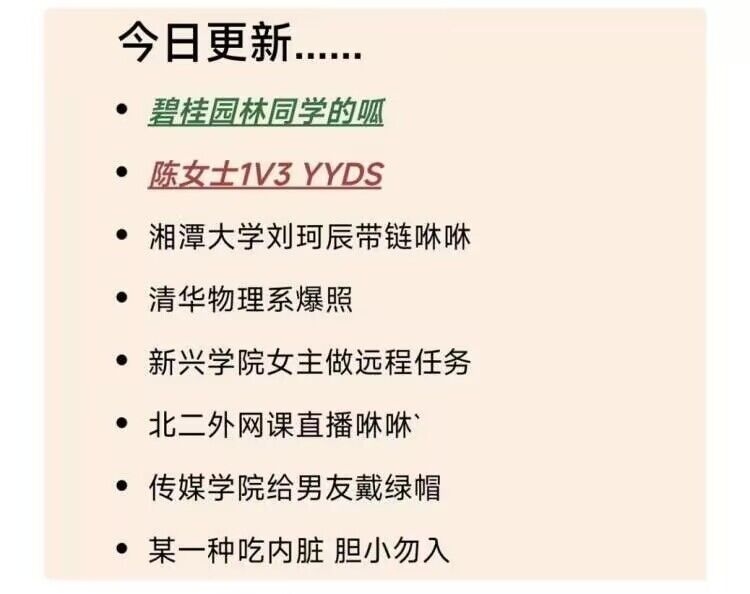 今日更新......
碧桂园林同学的呱
陈女士1V3 YYDS
湘潭大学刘珂辰带链咻咻
清华物理系爆照
新兴学院女主做远程任务
北二外网课直播咻咻`
传媒学院给男友戴绿帽
某一种吃内脏 胆小勿入